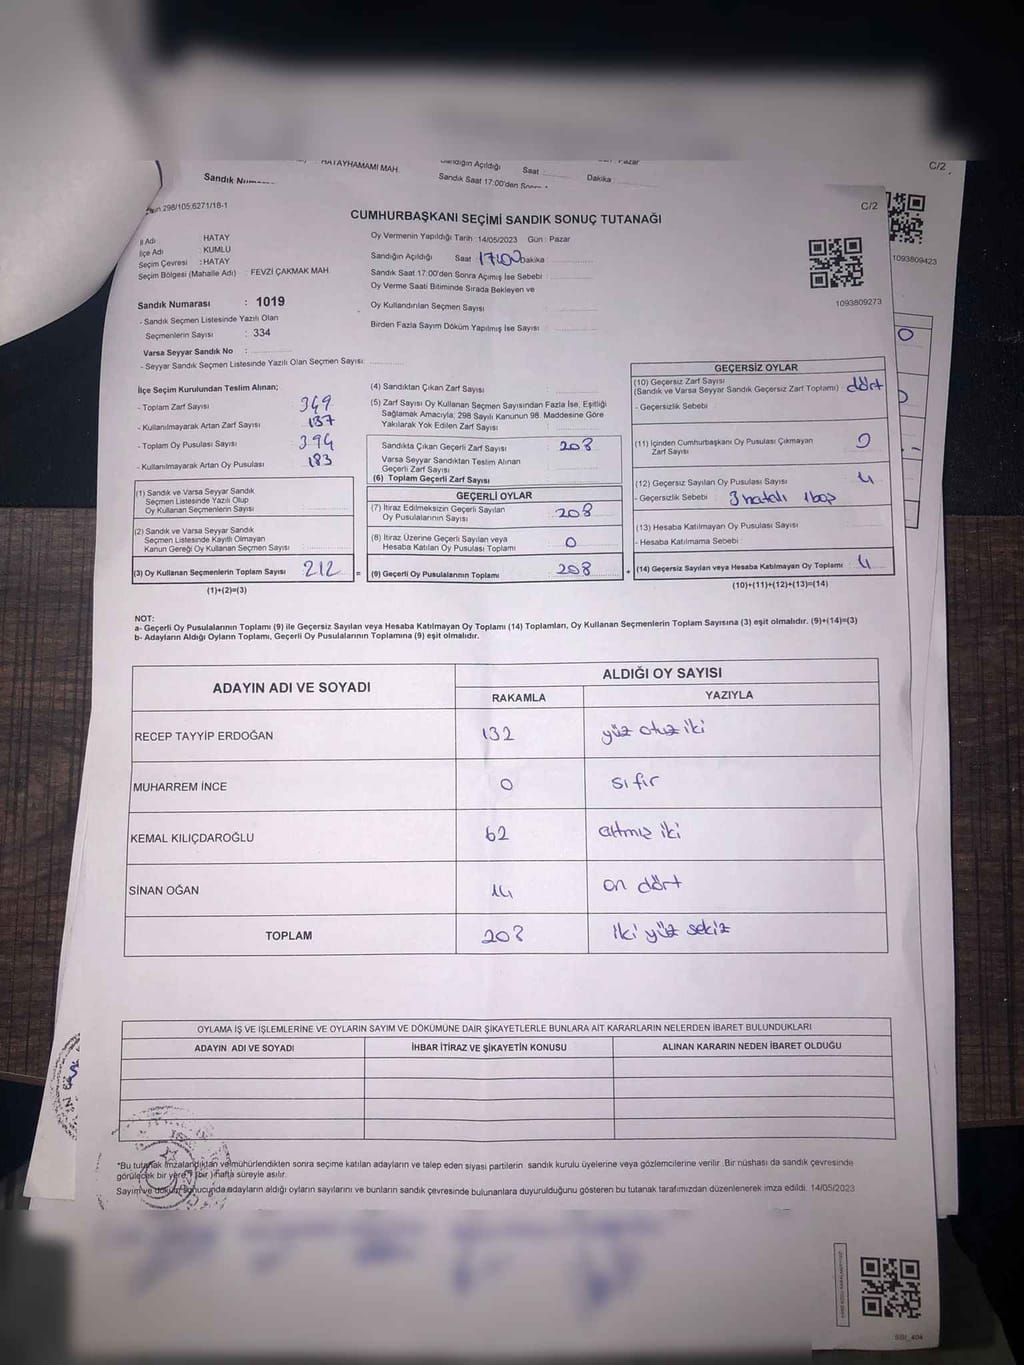 HATAYHAMAMI MAH.
Sandığın Açıldığı Saat
Dakika
C/2
Sandık Saat 17:00'den
1093809423
298/105;6271/18-1
C/2
CUMHURBAŞKANI SEÇİMİ SANDIK SONUÇ TUTANAĞI
İl Adı : HATAY
İlçe Adı : KUMLU
Seçim Çevresi : HATAY
Seçim Bölgesi (Mahalle Adı) : FEVZİ ÇAKMAK MAH.
Sandık Numarası : 1019
- Sandık Seçmen Listesinde Yazılı Olan
Seçmenlerin Sayısı : 334
Varsa Seyyar Sandık No :
- Seyyar Sandık Seçmen Listesinde Yazılı Olan Seçmen Sayısı:
Oy Vermenin Yapıldığı Tarih :14/05/2023 Gün : Pazar
Sandığın Açıldığı Saat 17:00 Dakika :
Sandık Saat 17:00'den Sonra Açımış İse Sebebi :
Oy Verme Saati Bitiminde Sırada Bekleyen ve
Oy Kullandırılan Seçmen Sayısı :
Birden Fazla Sayım Döküm Yapılmış İse Sayısı :
1093809273
İlçe Seçim Kurulundan Teslim Alınan;
- Toplam Zarf Sayısı 349
- Kullanılmayarak Artan Zarf Sayısı 137
- Toplam Oy Pusulası Sayısı 394
- Kullanılmayarak Artan Oy Pusulası 183
(1) Sandık ve Varsa Seyyar Sandık
Seçmen Listesinde Yazılı Olup
Oy Kullanan Seçmenlerin Sayısı
(2) Sandık ve Varsa Seyyar Sandık
Seçmen Listesinde Kayıtlı Olmayan
Kanun Gereği Oy Kullanan Seçmen Sayısı
(3) Oy Kullanan Seçmenlerin Toplam Sayısı 212 =
(1)+(2)=(3)
(4) Sandıktan Çıkan Zarf Sayısı
(5) Zarf Sayısı Oy Kullanan Seçmen Sayısından Fazla İse, Eşitliği
Sağlamak Amacıyla; 298 Sayılı Kanunun 98. Maddesine Göre
Yakılarak Yok Edilen Zarf Sayısı
Sandıkta Çıkan Geçerli Zarf Sayısı 208
Varsa Seyyar Sandıktan Teslim Alınan
Geçerli Zarf Sayısı
(6) Toplam Geçerli Zarf Sayısı
GEÇERLİ OYLAR
(7) İtiraz Edilmeksizin Geçerli Sayılan
Oy Pusulalarının Sayısı 208
(8) İtiraz Üzerine Geçerli Sayılan veya
Hesaba Katılan Oy Pusulası Toplamı 0
(9) Geçerli Oy Pusulalarının Toplamı 208 +
GEÇERSİZ OYLAR
(10) Geçersiz Zarf Sayısı
(Sandık ve Varsa Seyyar Sandık Geçersiz Zarf Toplamı) dört
- Geçersizlik Sebebi :
(11) İçinden Cumhurbaşkanı Oy Pusulası Çıkmayan
Zarf Sayısı 0
(12) Geçersiz Sayılan Oy Pusulası Sayısı 4
- Geçersizlik Sebebi : 3 hatalı 1 boş
(13) Hesaba Katılmayan Oy Pusulası Sayısı
- Hesaba Katılmama Sebebi :
(14) Geçersiz Sayılan veya Hesaba Katılmayan Oy Toplamı 4
(10)+(11)+(12)+(13)=(14)
NOT:
a- Geçerli Oy Pusulalarının Toplamı (9) ile Geçersiz Sayılan veya Hesaba Katılmayan Oy Toplamı (14) Toplamları, Oy Kullanan Seçmenlerin Toplam Sayısına (3) eşit olmalıdır. (9)+(14)=(3)
b- Adayların Aldığı Oyların Toplamı, Geçerli Oy Pusulalarının Toplamına (9) eşit olmalıdır.
ADAYIN ADI VE SOYADI
ALDIĞI OY SAYISI
RAKAMLA YAZIYLA
RECEP TAYYİP ERDOĞAN 132 yüz otuz iki
MUHARREM İNCE 0 sıfır
KEMAL KILIÇDAROĞLU 62 altmış iki
SİNAN OĞAN 14 on dört
TOPLAM 208 iki yüz sekiz
OYLAMA İŞ VE İŞLEMLERİNE VE OYLARIN SAYIM VE DÖKÜMÜNE DAİR ŞİKAYETLERLE BUNLARA AİT KARARLARIN NELERDEN İBARET BULUNDUKLARI
ADAYIN ADI VE SOYADI İHBAR İTİRAZ VE ŞİKAYETİN KONUSU ALINAN KARARIN NEDEN İBARET OLDUĞU
*Bu tutanak imzalandıktan ve mühürlendikten sonra seçime katılan adayların ve talep eden siyasi partilerin sandık kurulu üyelerine veya gözlemcilerine verilir. Bir nüshası da sandık çevresinde
görülecek bir yere 1 (bir ) hafta süreyle asılır.
Sayım ve döküm sonucunda adayların aldığı oyların sayılarını ve bunların sandık çevresinde bulunanlara duyurulduğunu gösteren bu tutanak tarafımızdan düzenlenerek imza edildi. 14/05/2023
SBI_404